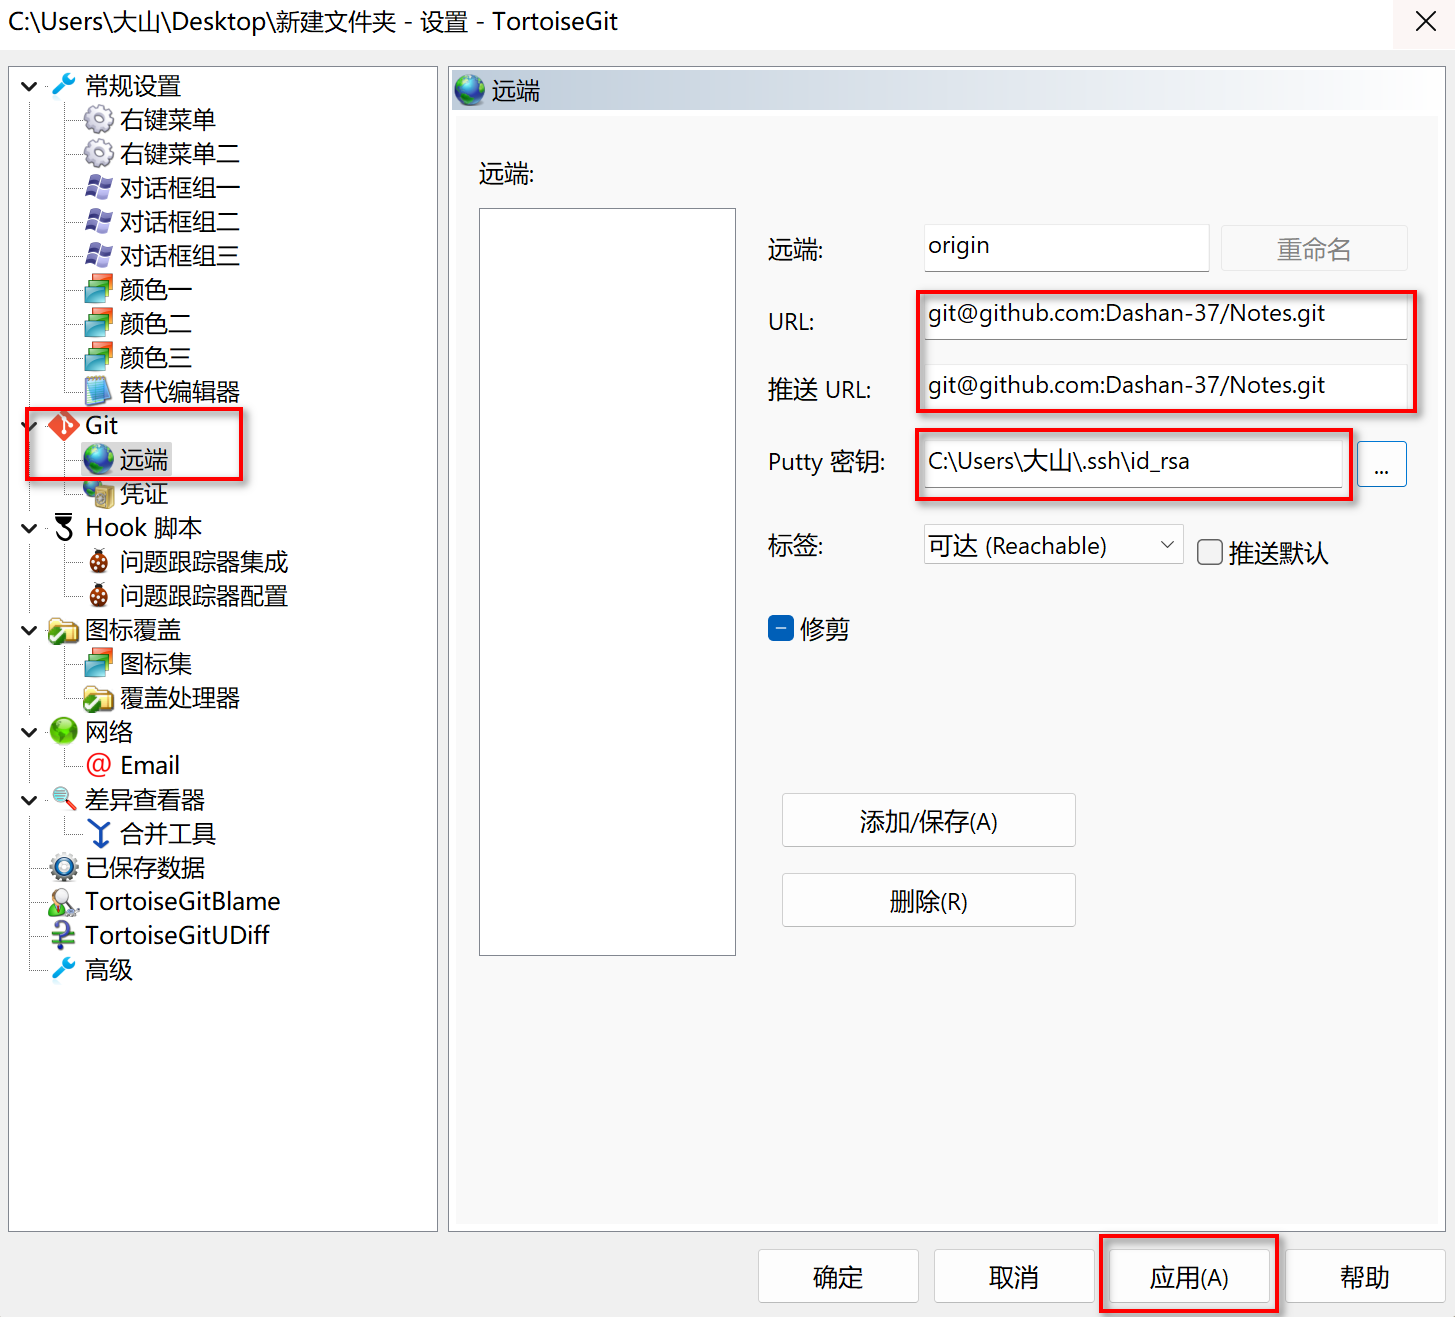 C:\Users\大山\Desktop\新建文件夹 - 设置 - TortoiseGit
常规设置
右键菜单
右键菜单二
对话框组一
对话框组二
对话框组三
颜色一
颜色二
颜色三
替代编辑器
Git
远端
凭证
Hook 脚本
问题跟踪器集成
问题跟踪器配置
图标覆盖
图标集
覆盖处理器
网络
Email
差异查看器
合并工具
已保存数据
TortoiseGitBlame
TortoiseGitUDiff
高级
远端
远端:
远端: origin 重命名
URL: git@github.com:Dashan-37/Notes.git
推送 URL: git@github.com:Dashan-37/Notes.git
Putty 密钥: C:\Users\大山\.ssh\id_rsa ...
标签: 可达 (Reachable) 推送默认
修剪
添加/保存(A)
删除(R)
确定 取消 应用(A) 帮助